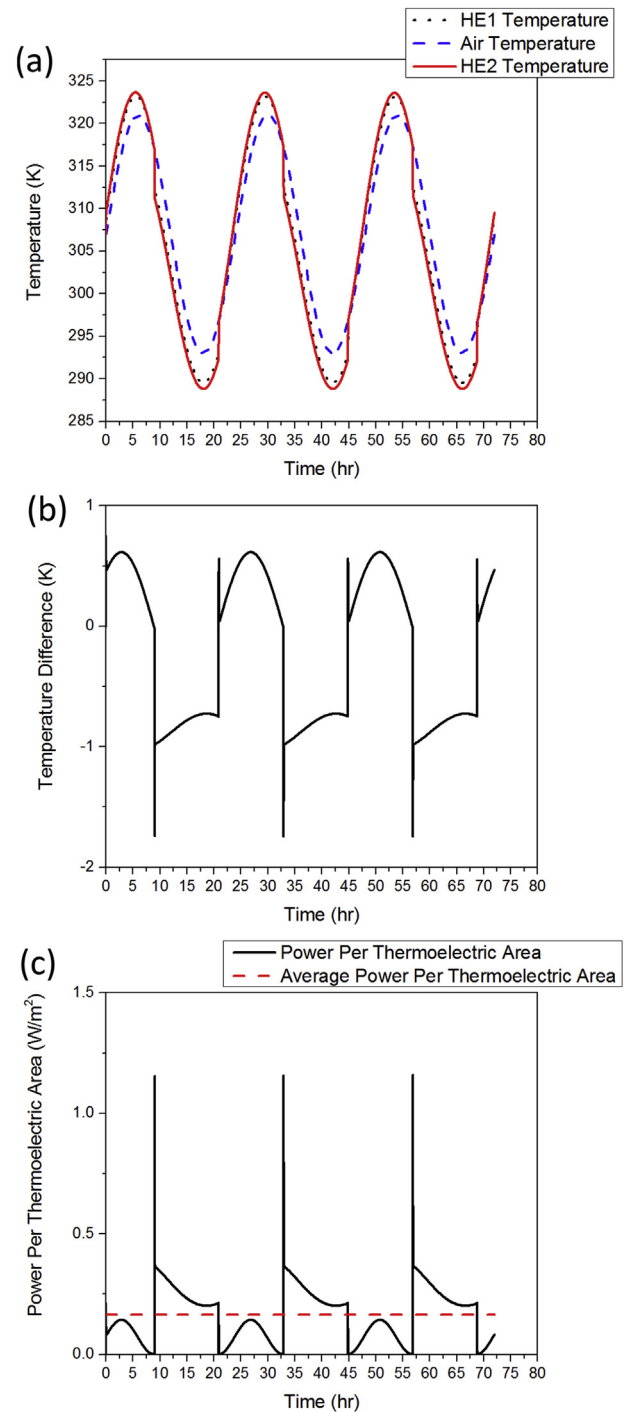 (a)
HE1 Temperature
Air Temperature
HE2 Temperature
Temperature (K)
325
320
315
310
305
300
295
290
285
0 5 10 15 20 25 30 35 40 45 50 55 60 65 70 75 80
Time (hr)
(b)
Temperature Difference (K)
1
0
-1
-2
0 5 10 15 20 25 30 35 40 45 50 55 60 65 70 75 80
Time (hr)
(c)
Power Per Thermoelectric Area
Average Power Per Thermoelectric Area
Power Per Thermoelectric Area (W/m²)
1.5
1.0
0.5
0.0
0 5 10 15 20 25 30 35 40 45 50 55 60 65 70 75 80
Time (hr)